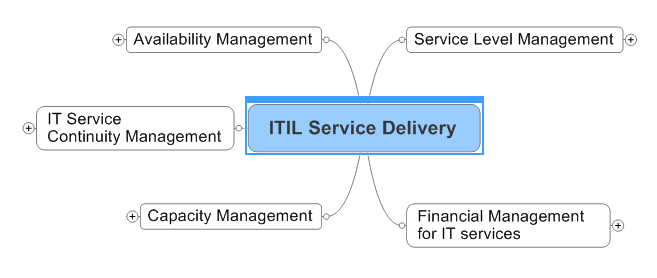 Availability Management
Service Level Management
IT Service
Continuity Management
ITIL Service Delivery
Capacity Management
Financial Management
for IT services